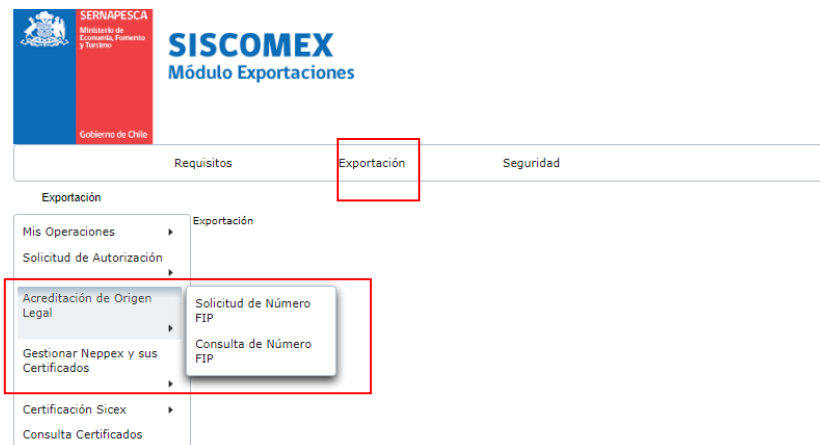 SERNAPESCA
Ministerio de
Economía, Fomento
y Turismo
Gobierno de Chile
SISCOMEX
Módulo Exportaciones
Requisitos Exportación Seguridad
Exportación
Exportación
Mis Operaciones
Solicitud de Autorización
Acreditación de Origen
Legal
Solicitud de Número
FIP
Consulta de Número
FIP
Gestionar Neppex y sus
Certificados
Certificación Sicex
Consulta Certificados